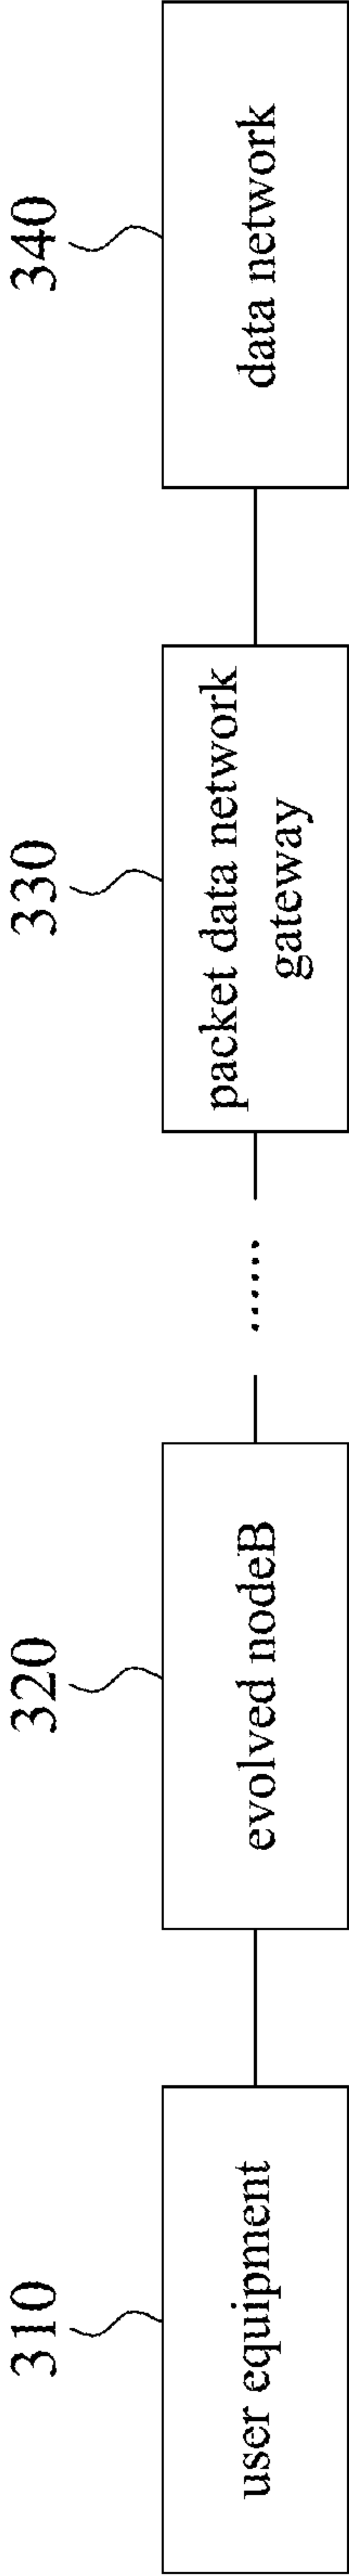 310
user equipment
320
evolved nodeB
......
330
packet data network
gateway
340
data network